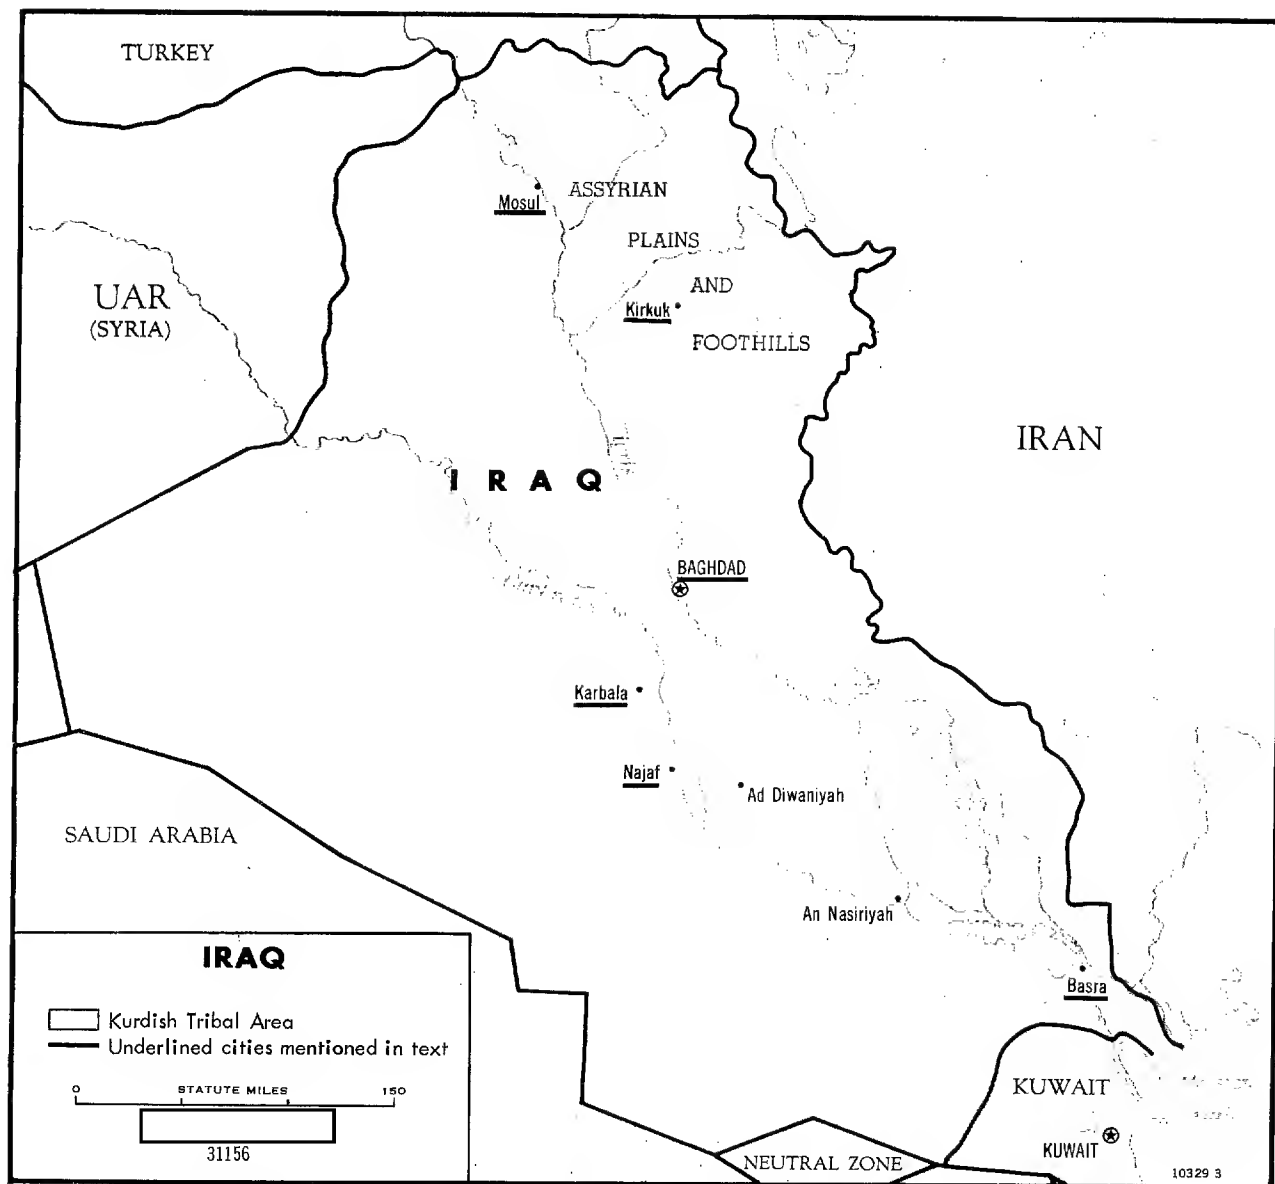 TURKEY
Mosul
ASSYRIAN
PLAINS
AND
FOOTHILLS
Kirkuk
UAR
(SYRIA)
IRAN
IRAQ
BAGHDAD
Karbala
Najaf
Ad Diwaniyah
SAUDI ARABIA
An Nasiriyah
Basra
IRAQ
Kurdish Tribal Area
Underlined cities mentioned in text
0 STATUTE MILES 150
31156
KUWAIT
KUWAIT
NEUTRAL ZONE
10329 3